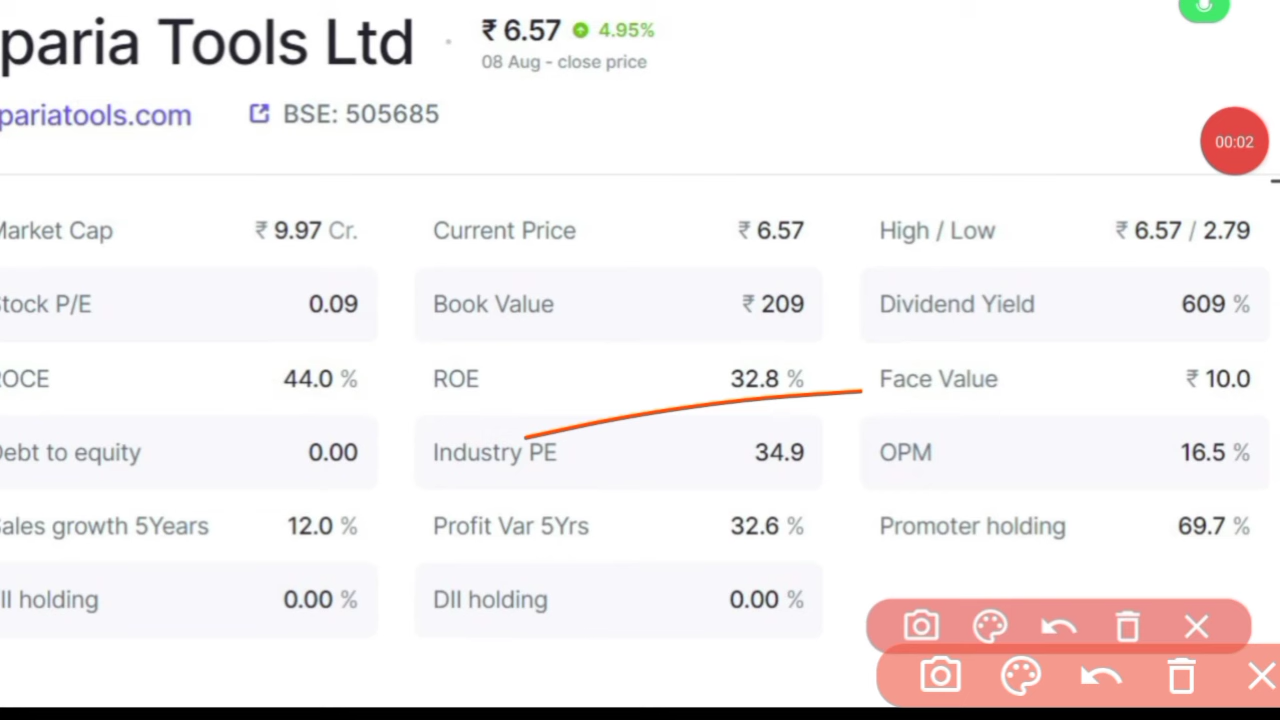 paria Tools Ltd
₹ 6.57 4.95%
08 Aug - close price
pariatools.com BSE: 505685
00:02
Market Cap ₹ 9.97 Cr. Current Price ₹ 6.57 High / Low ₹ 6.57 / 2.79
Stock P/E 0.09 Book Value ₹ 209 Dividend Yield 609 %
ROCE 44.0 % ROE 32.8 % Face Value ₹ 10.0
Debt to equity 0.00 Industry PE 34.9 OPM 16.5 %
Sales growth 5Years 12.0 % Profit Var 5Yrs 32.6 % Promoter holding 69.7 %
II holding 0.00 % DII holding 0.00 %